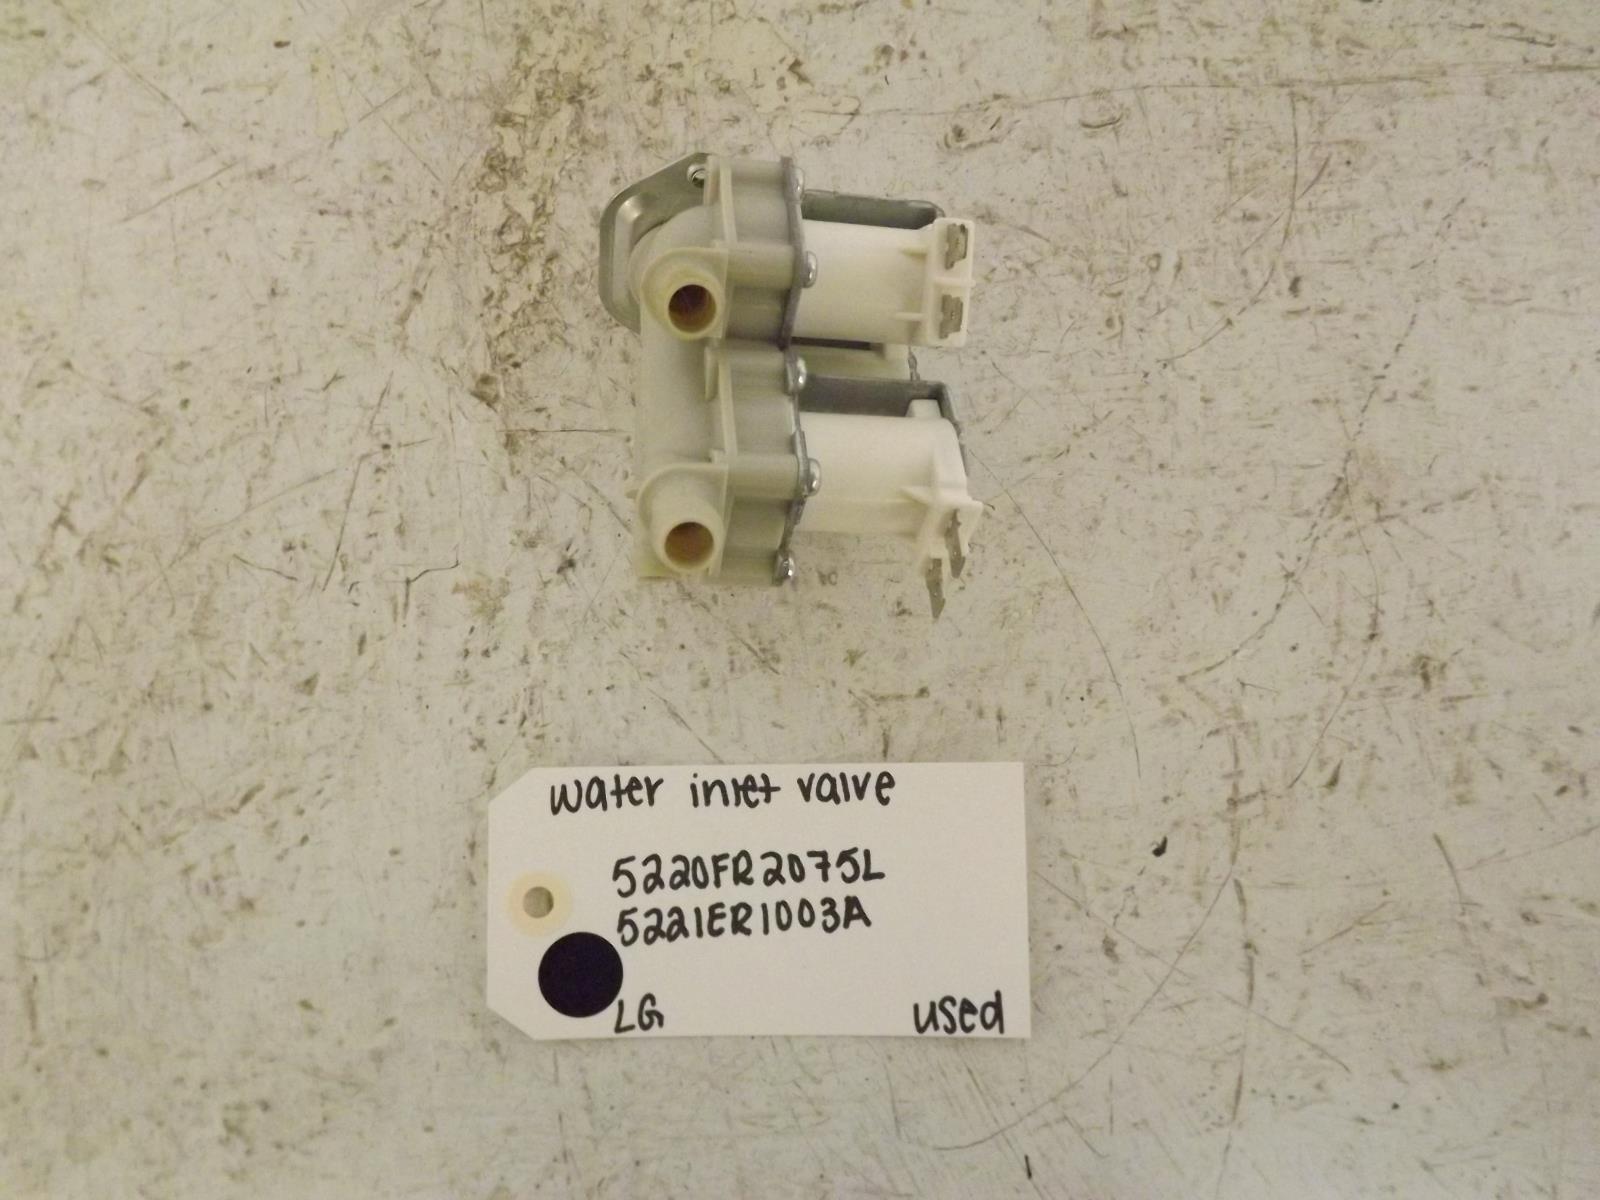 water inlet valve
5220FR2075L
5221ER1003A
LG
used